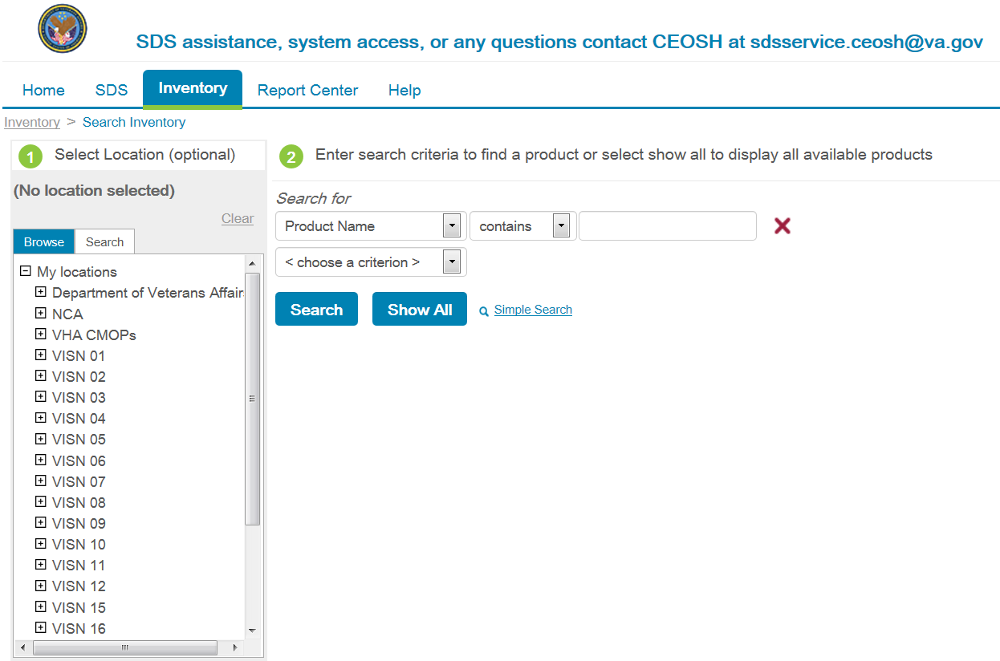 SDS assistance, system access, or any questions contact CEOSH at sdsservice.ceosh@va.gov
Home SDS Inventory Report Center Help
Inventory > Search Inventory
1 Select Location (optional)
(No location selected)
Clear
Browse Search
My locations
Department of Veterans Affair
NCA
VHA CMOPs
VISN 01
VISN 02
VISN 03
VISN 04
VISN 05
VISN 06
VISN 07
VISN 08
VISN 09
VISN 10
VISN 11
VISN 12
VISN 15
VISN 16
2 Enter search criteria to find a product or select show all to display all available products
Search for
Product Name contains
< choose a criterion >
Search Show All Simple Search